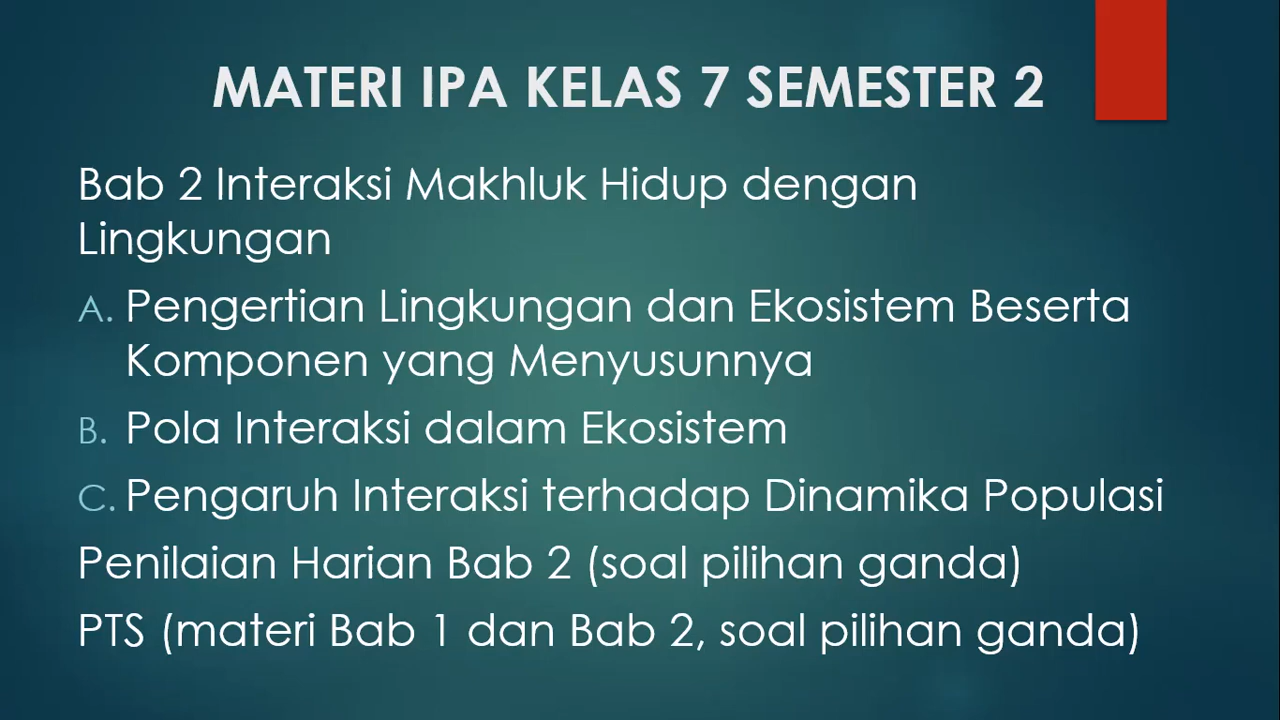 MATERI IPA KELAS 7 SEMESTER 2
Bab 2 Interaksi Makhluk Hidup dengan
Lingkungan
A. Pengertian Lingkungan dan Ekosistem Beserta
Komponen yang Menyusunnya
B. Pola Interaksi dalam Ekosistem
C. Pengaruh Interaksi terhadap Dinamika Populasi
Penilaian Harian Bab 2 (soal pilihan ganda)
PTS (materi Bab 1 dan Bab 2, soal pilihan ganda)